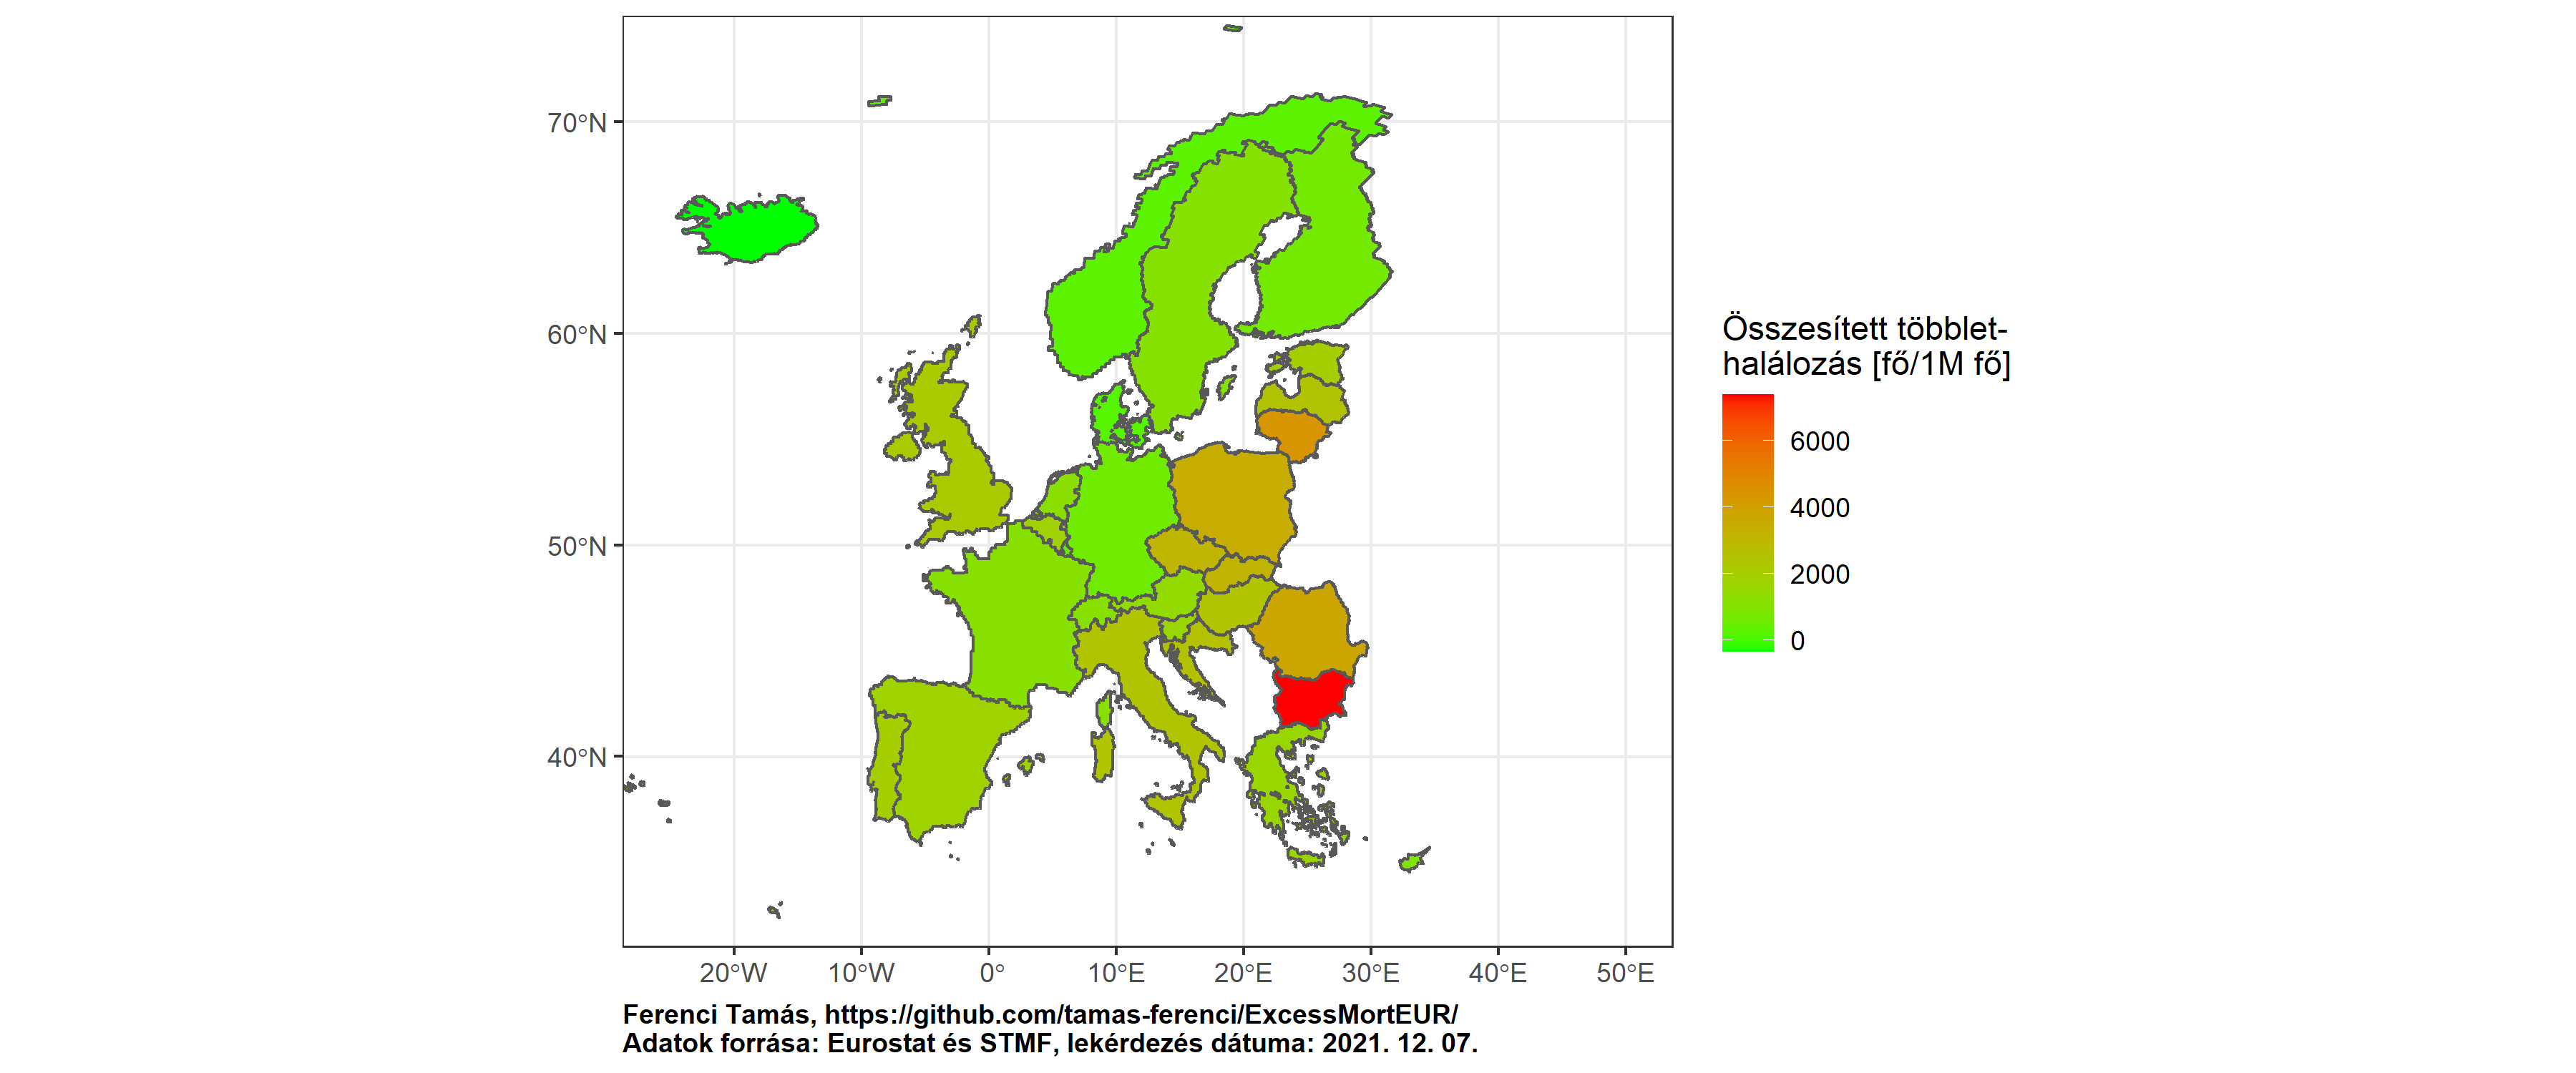 70°N
60°N
50°N
40°N
20°W 10°W 0° 10°E 20°E 30°E 40°E 50°E
Összesített többlet-
halálozás [fő/1M fő]
6000
4000
2000
0
Ferenci Tamás, https://github.com/tamas-ferenci/ExcessMortEUR/
Adatok forrása: Eurostat és STMF, lekérdezés dátuma: 2021. 12. 07.